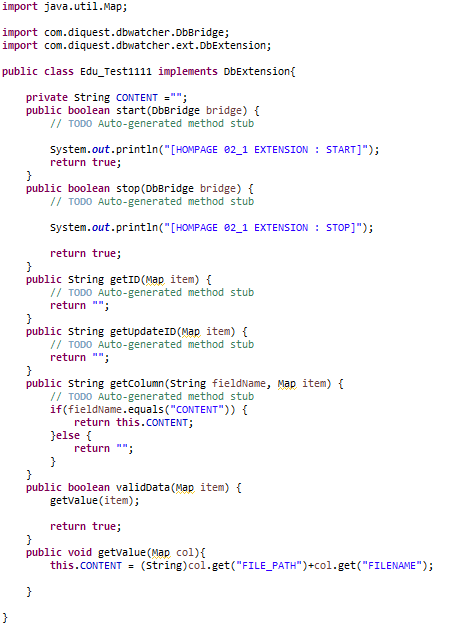 import java.util.Map;
import com.diquest.dbwatcher.DbBridge;
import com.diquest.dbwatcher.ext.DbExtension;
public class Edu_Test1111 implements DbExtension{
private String CONTENT ="";
public boolean start(DbBridge bridge) {
// TODO Auto-generated method stub
System.out.println("[HOMPAGE 02_1 EXTENSION : START]");
return true;
}
public boolean stop(DbBridge bridge) {
// TODO Auto-generated method stub
System.out.println("[HOMPAGE 02_1 EXTENSION : STOP]");
return true;
}
public String getID(Map item) {
// TODO Auto-generated method stub
return "";
}
public String getUpdateID(Map item) {
// TODO Auto-generated method stub
return "";
}
public String getColumn(String fieldName, Map item) {
// TODO Auto-generated method stub
if(fieldName.equals("CONTENT")) {
return this.CONTENT;
}else {
return "";
}
}
public boolean validData(Map item) {
getValue(item);
return true;
}
public void getValue(Map col){
this.CONTENT = (String)col.get("FILE_PATH")+col.get("FILENAME");
}
}